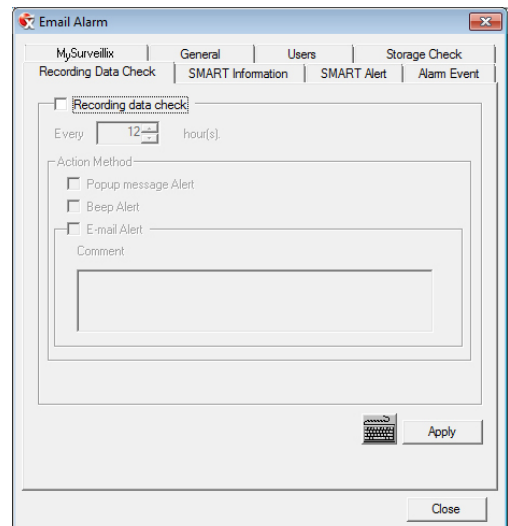 Email Alarm
MySurveillix General Users Storage Check
Recording Data Check SMART Information SMART Alert Alarm Event
Recording data check
Every 12 hour(s).
Action Method
Popup message Alert
Beep Alert
E-mail Alert
Comment
Apply
Close